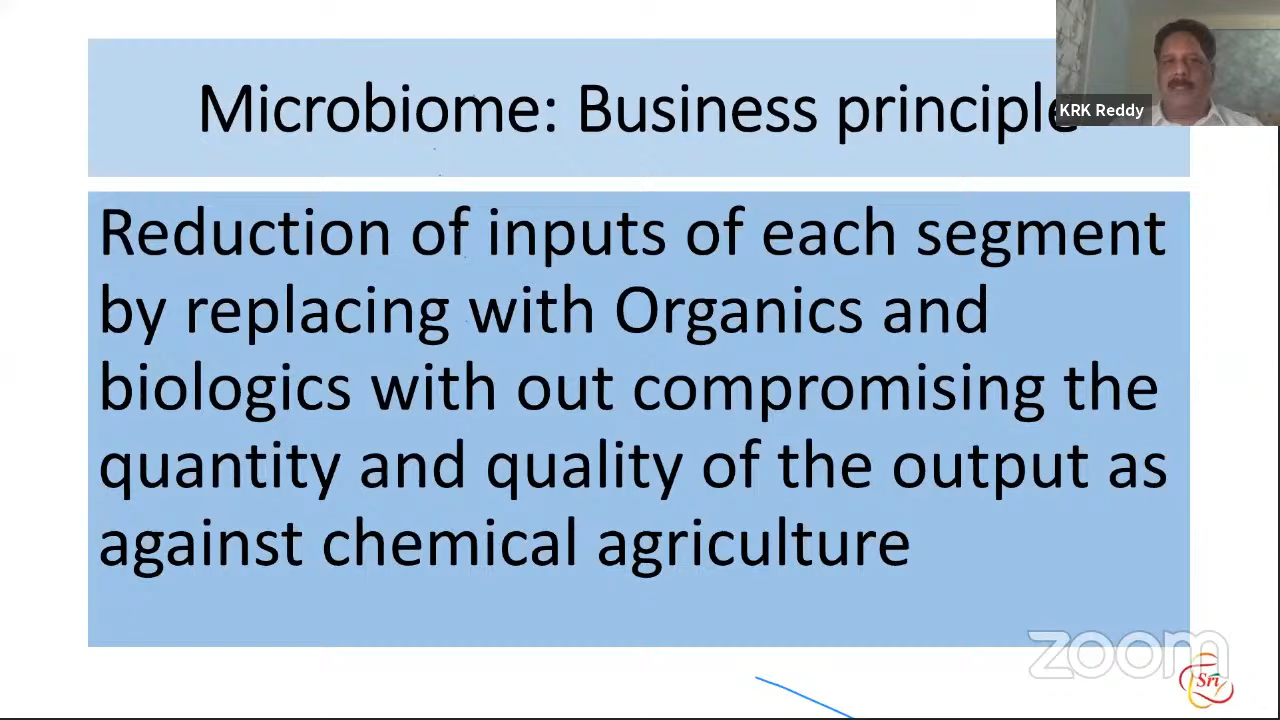 Microbiome: Business principle
KRK Reddy
Reduction of inputs of each segment
by replacing with Organics and
biologics with out compromising the
quantity and quality of the output as
against chemical agriculture
zoom
Sri